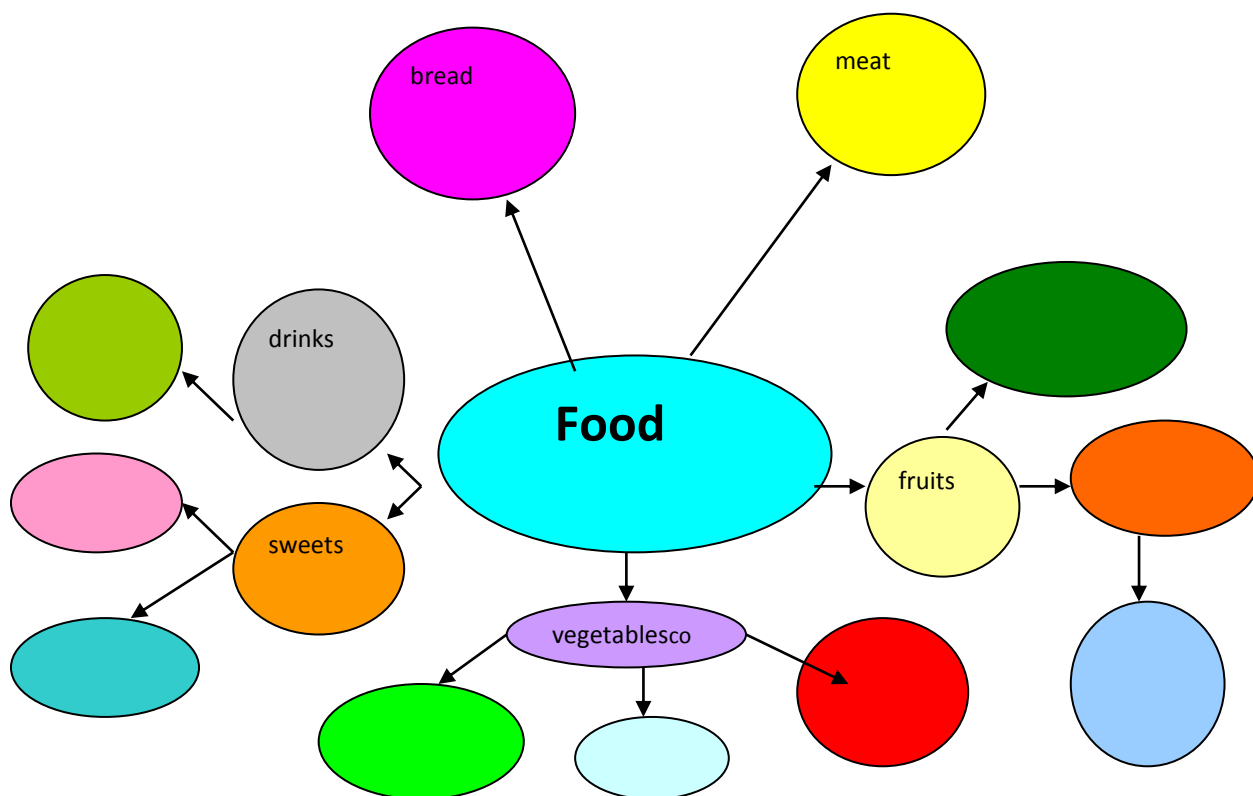 bread
meat
drinks
Food
fruits
sweets
vegetablesco